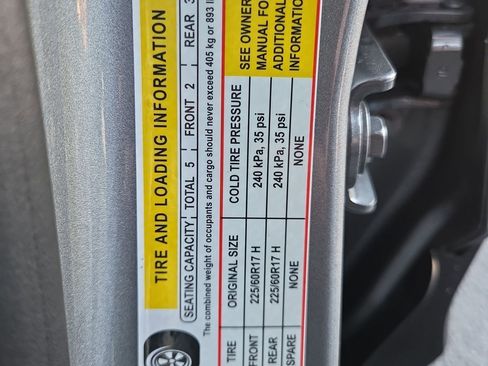 TIRE AND LOADING INFORMATION
SEATING CAPACITY TOTAL 5 FRONT 2 REAR 3
The combined weight of occupants and cargo should never exceed 405 kg or 893
TIRE ORIGINAL SIZE COLD TIRE PRESSURE
FRONT 225/60R17 H 240 kPa, 35 psi
REAR 225/60R17 H 240 kPa, 35 psi
SPARE NONE NONE
SEE OWNER
MANUAL FO
ADDITIONAL
INFORMATION